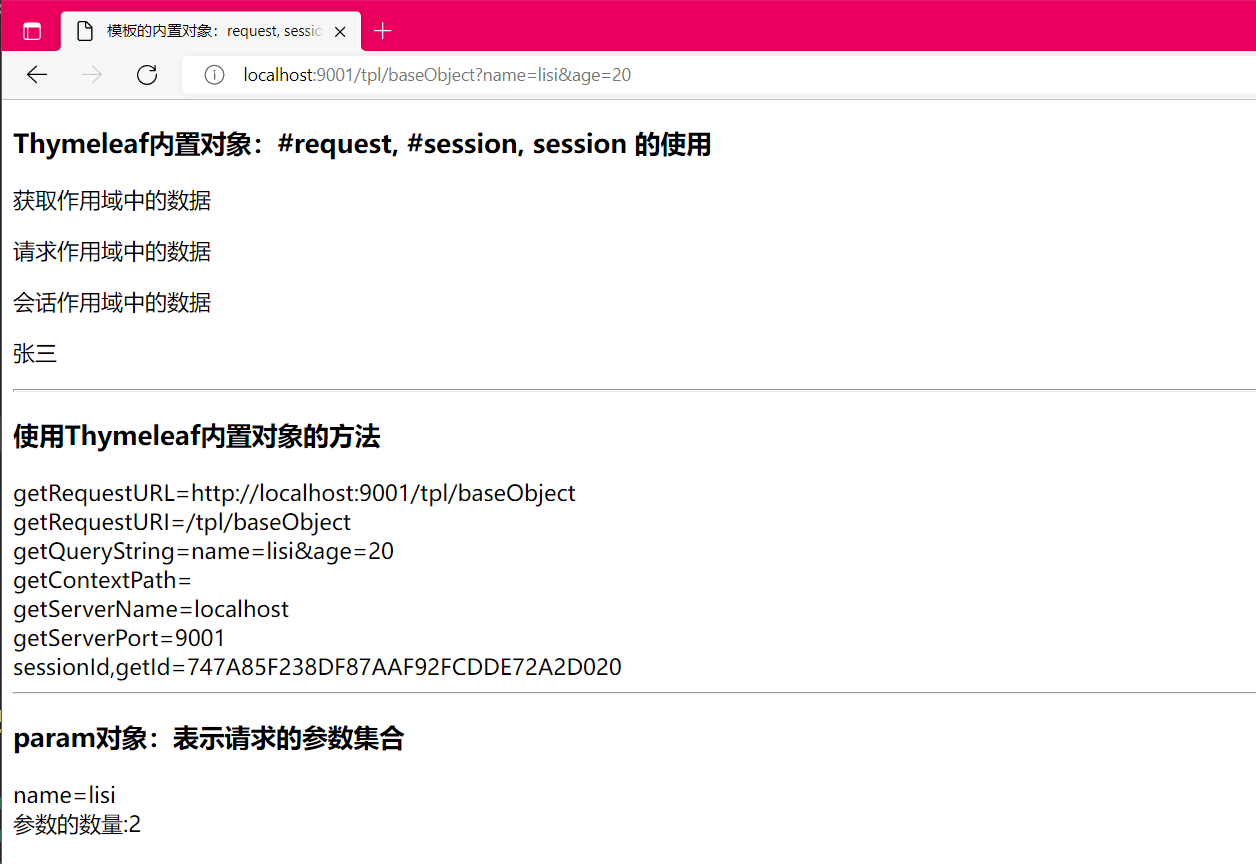 模板的内置对象：request, sessio
localhost:9001/tpl/baseObject?name=lisi&age=20
Thymeleaf内置对象：#request, #session, session 的使用
获取作用域中的数据
请求作用域中的数据
会话作用域中的数据
张三
使用Thymeleaf内置对象的方法
getRequestURL=http://localhost:9001/tpl/baseObject
getRequestURI=/tpl/baseObject
getQueryString=name=lisi&age=20
getContextPath=
getServerName=localhost
getServerPort=9001
sessionId,getId=747A85F238DF87AAF92FCDDE72A2D020
param对象：表示请求的参数集合
name=lisi
参数的数量:2